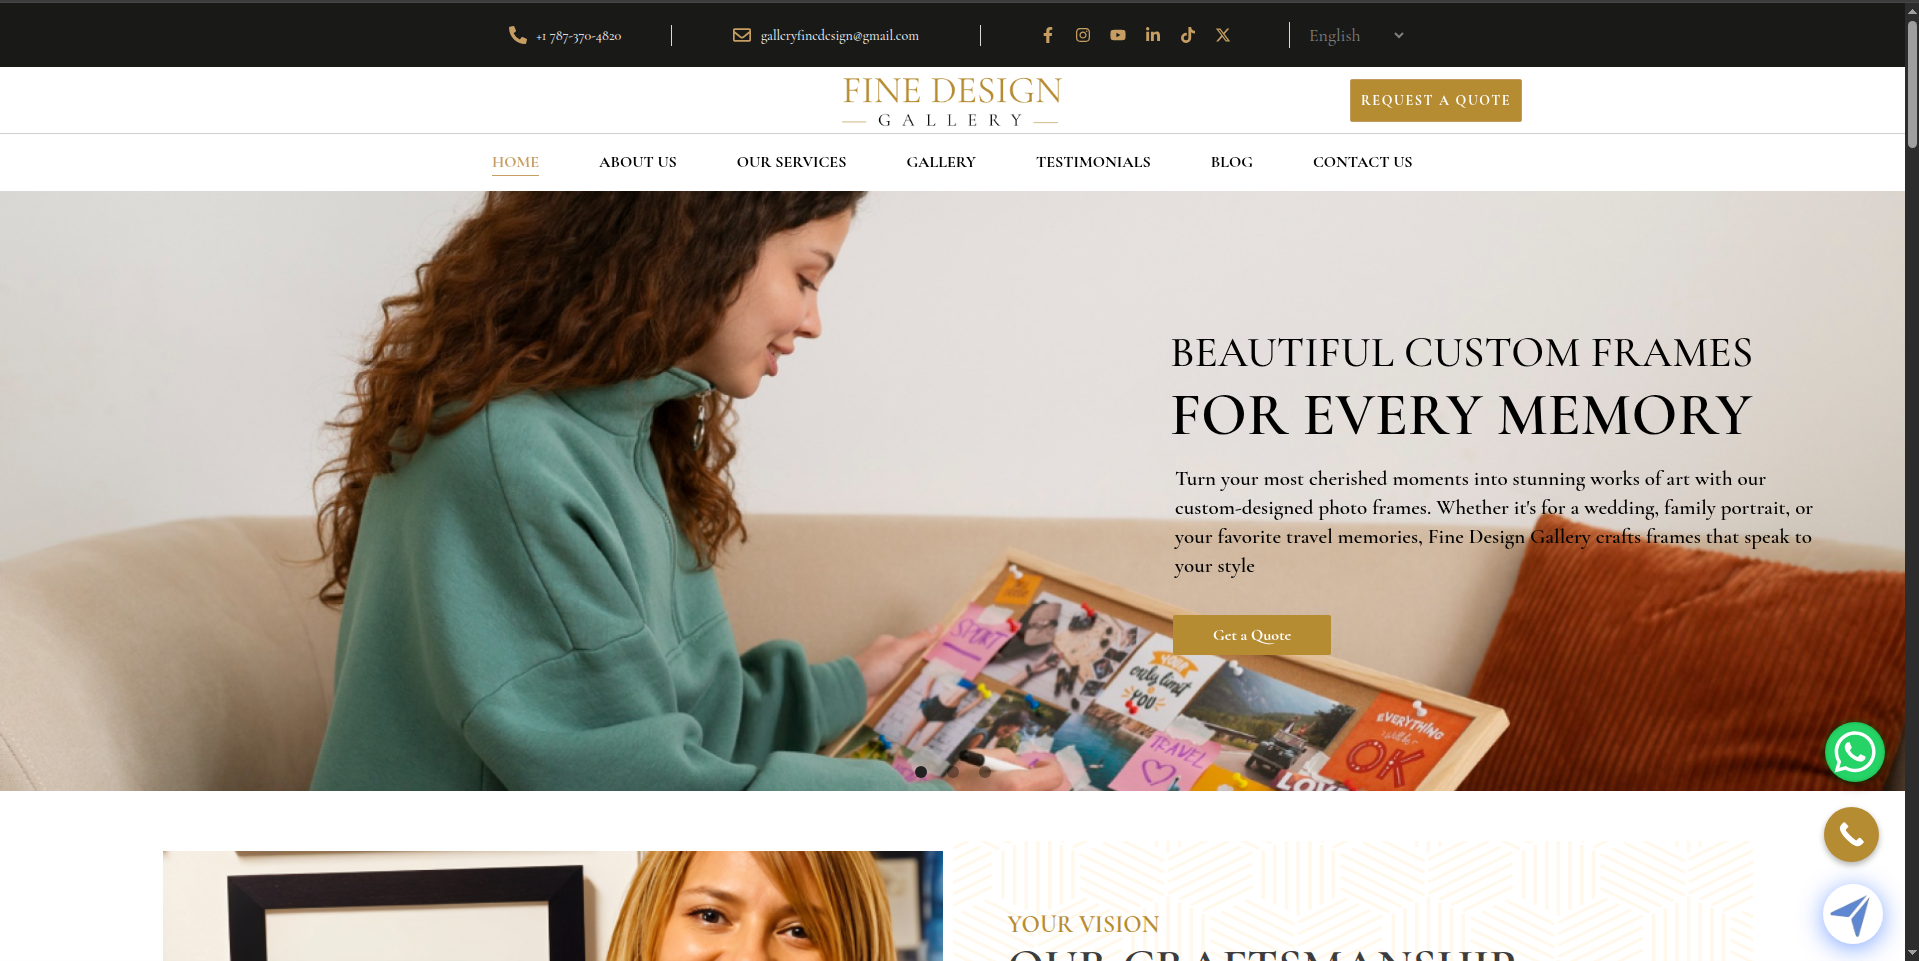 +1 787-370-4820
galleryfinedesign@gmail.com
English
FINE DESIGN
GALLERY
REQUEST A QUOTE
HOME ABOUT US OUR SERVICES GALLERY TESTIMONIALS BLOG CONTACT US
BEAUTIFUL CUSTOM FRAMES
FOR EVERY MEMORY
Turn your most cherished moments into stunning works of art with our
custom-designed photo frames. Whether it's for a wedding, family portrait, or
your favorite travel memories, Fine Design Gallery crafts frames that speak to
your style
Get a Quote
SPORT
YOUR
only limit
YOU
EVERYTHING
will be
OK
TRAVEL
LOVE
YOUR VISION
OUR CRAFTSMANSHIP